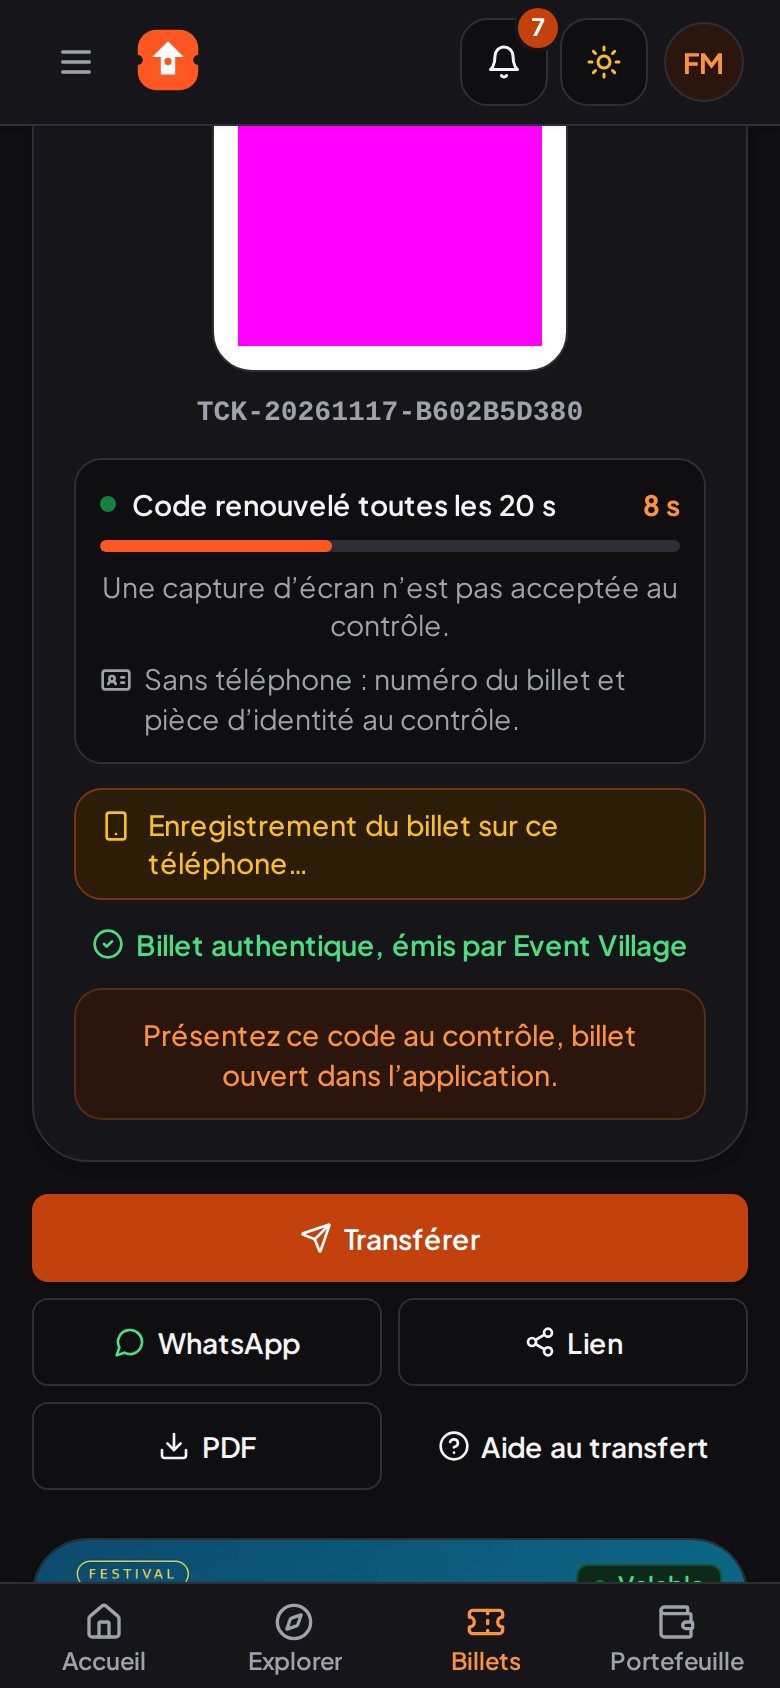 7
FM
TCK-20261117-B602B5D380
Code renouvelé toutes les 20 s
8 s
Une capture d’écran n’est pas acceptée au
contrôle.
Sans téléphone : numéro du billet et
pièce d’identité au contrôle.
Enregistrement du billet sur ce
téléphone…
Billet authentique, émis par Event Village
Présentez ce code au contrôle, billet
ouvert dans l’application.
Transférer
WhatsApp
Lien
PDF
Aide au transfert
FESTIVAL
Accueil
Explorer
Billets
Portefeuille